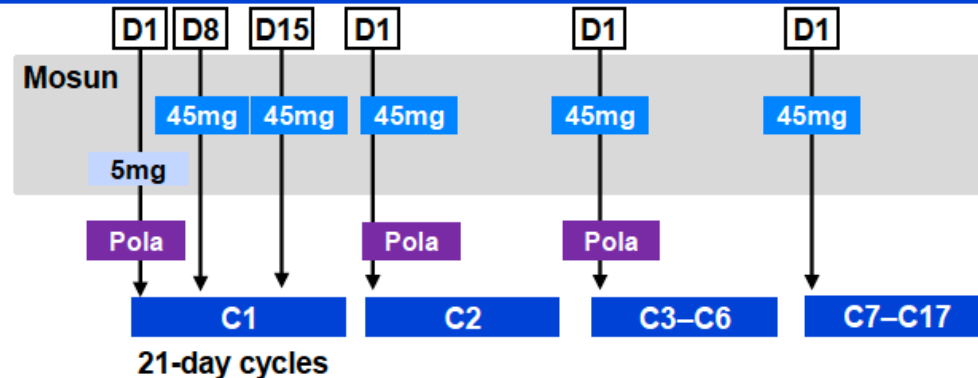 D1 D8 D15 D1 D1 D1
Mosun
45mg 45mg 45mg 45mg 45mg
5mg
Pola Pola Pola
C1 C2 C3–C6 C7–C17
21-day cycles